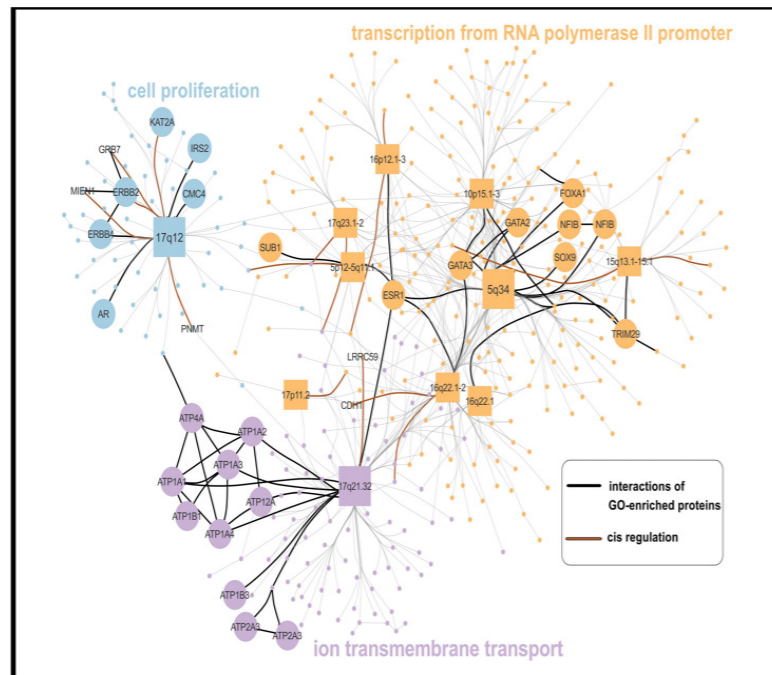 transcription from RNA polymerase II promoter
cell proliferation
KAT2A
GRB7
IRS2
16p12.1-3
MIEN1
ERBB2
CMC4
10p15.1-3
FOXA1
17q23.1-2
GATA2
NFIB
NFIB
ERBB4
17q12
SUB1
5p12-5q11.1
GATA3
SOX9
15q13.1-15.1
AR
ESR1
5q34
PNMT
TRIM29
LRRC59
17p11.2
CDH1
16q22.1-2
16q22.1
ATP4A
ATP1A2
ATP1A3
ATP1A1
17q21.32
ATP12A
ATP1B1
ATP1A4
interactions of
GO-enriched proteins
cis regulation
ATP1B3
ATP2A3
ATP2A3
ion transmembrane transport